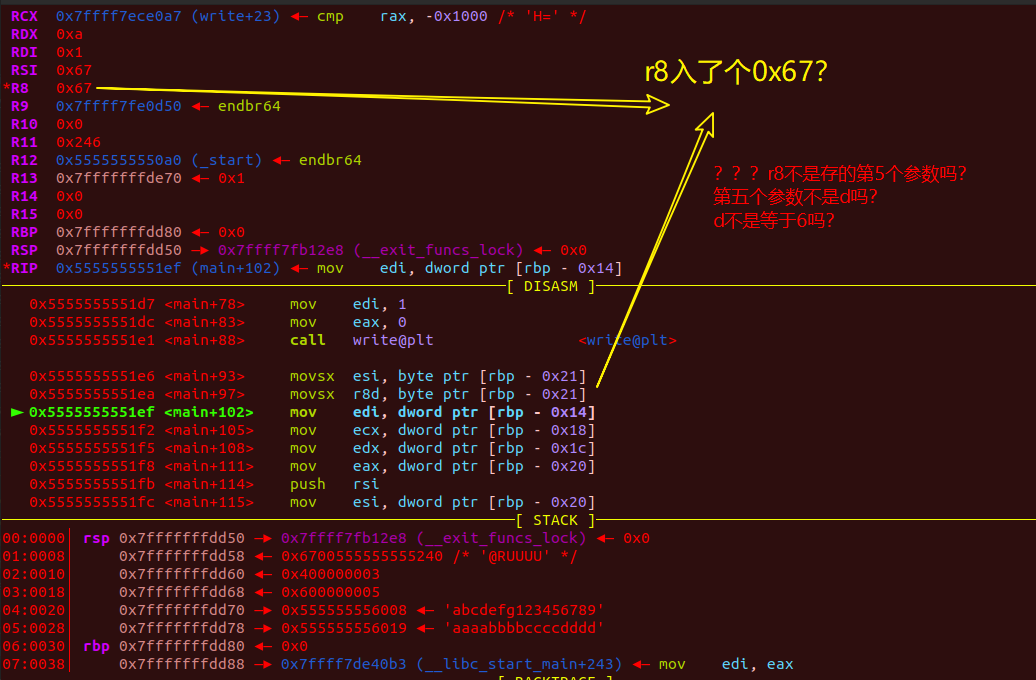 RCX 0x7ffff7ece0a7 (write+23) ← cmp rax, -0x1000 /* 'H=' */
RDX 0xa
RDI 0x1
RSI 0x67
*R8 0x67
R9 0x7ffff7fe0d50 ← endbr64
R10 0x0
R11 0x246
R12 0x5555555550a0 (_start) ← endbr64
R13 0x7fffffffde70 ← 0x1
R14 0x0
R15 0x0
RBP 0x7fffffffdd80 ← 0x0
RSP 0x7fffffffdd50 → 0x7ffff7fb12e8 (__exit_funcs_lock) ← 0x0
*RIP 0x5555555551ef (main+102) ← mov edi, dword ptr [rbp - 0x14]
r8入了个0x67?
？？？r8不是存的第5个参数吗?
第五个参数不是d吗?
d不是等于6吗?
[ DISASM ]
0x5555555551d7 <main+78> mov edi, 1
0x5555555551dc <main+83> mov eax, 0
0x5555555551e1 <main+88> call write@plt <write@plt>
0x5555555551e6 <main+93> movsx esi, byte ptr [rbp - 0x21]
0x5555555551ea <main+97> movsx r8d, byte ptr [rbp - 0x21]
► 0x5555555551ef <main+102> mov edi, dword ptr [rbp - 0x14]
0x5555555551f2 <main+105> mov ecx, dword ptr [rbp - 0x18]
0x5555555551f5 <main+108> mov edx, dword ptr [rbp - 0x1c]
0x5555555551f8 <main+111> mov eax, dword ptr [rbp - 0x20]
0x5555555551fb <main+114> push rsi
0x5555555551fc <main+115> mov esi, dword ptr [rbp - 0x20]
[ STACK ]
00:0000│ rsp 0x7fffffffdd50 → 0x7ffff7fb12e8 (__exit_funcs_lock) ← 0x0
01:0008│ 0x7fffffffdd58 ← 0x6700555555555240 /* '@RUUUU' */
02:0010│ 0x7fffffffdd60 ← 0x400000003
03:0018│ 0x7fffffffdd68 ← 0x600000005
04:0020│ 0x7fffffffdd70 → 0x555555556008 ← 'abcdefg123456789'
05:0028│ 0x7fffffffdd78 → 0x555555556019 ← 'aaaabbbbccccdddd'
06:0030│ rbp 0x7fffffffdd80 ← 0x0
07:0038│ 0x7fffffffdd88 → 0x7ffff7de40b3 (__libc_start_main+243) ← mov edi, eax
[ BACKTRACE ]